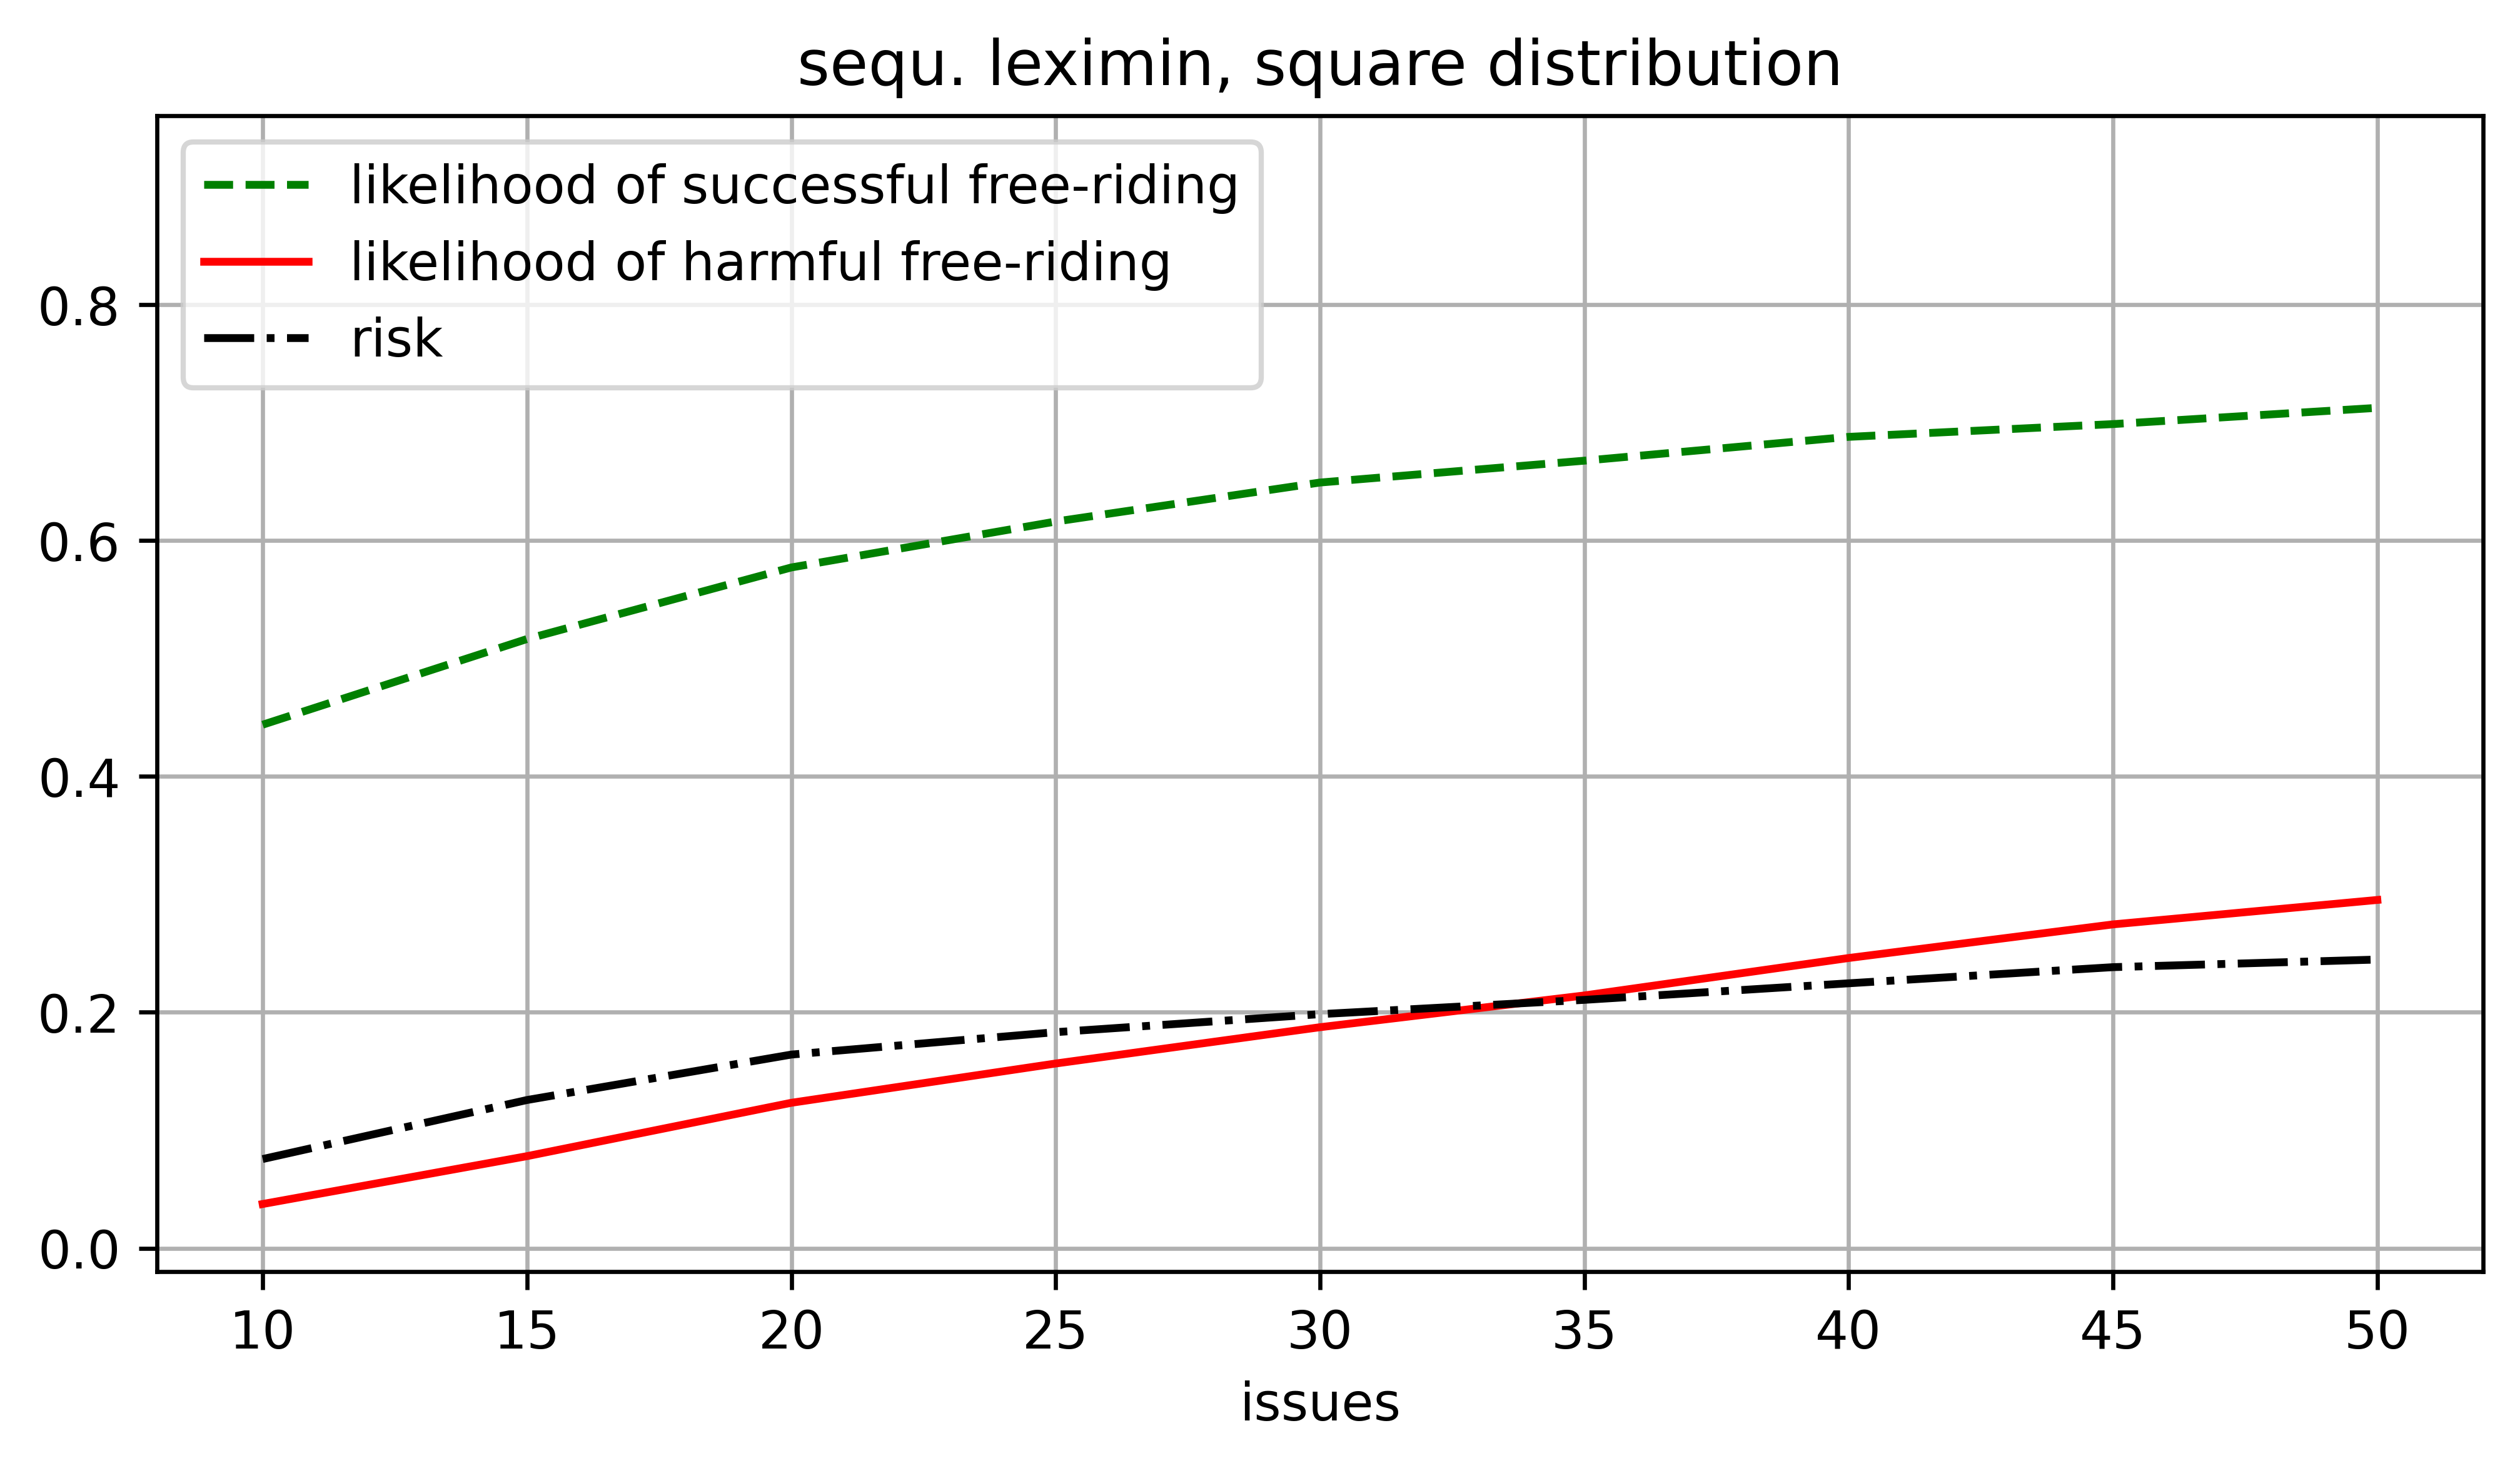 sequ. leximin, square distribution
likelihood of successful free-riding
likelihood of harmful free-riding
risk
0.8
0.6
0.4
0.2
0.0
10 15 20 25 30 35 40 45 50
issues